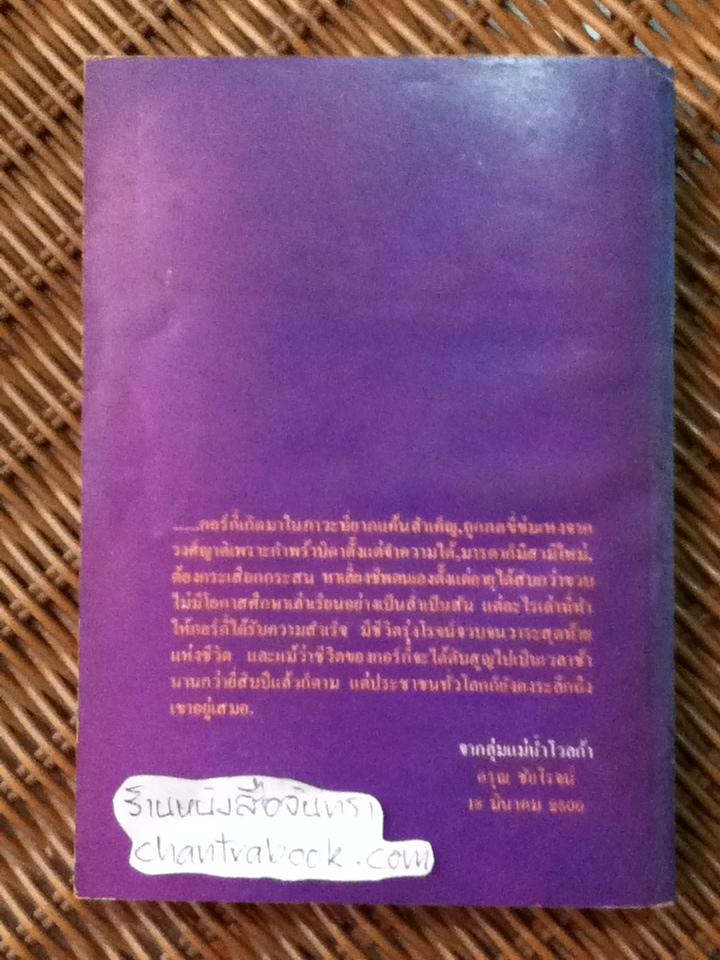 ......กอร์กี้เกิดมาในภาวะที่ยากแค้นลำเค็ญ, ถูกกดขี่ข่มเหงจาก
วงศ์ญาติเพราะกำพร้าบิดาตั้งแต่จำความได้, มารดาก็มีสามีใหม่,
ต้องกระเสือกกระสน หาเลี้ยงชีพตนเองตั้งแต่อายุได้สิบกว่าขวบ
ไม่มีโอกาสศึกษาเล่าเรียนอย่างเป็นล่ำเป็นสัน แต่อะไรเล่าที่ทำ
ให้กอร์กี้ได้รับความสำเร็จ มีชีวิตรุ่งโรจน์จวบจนวาระสุดท้าย
แห่งชีวิต และแม้ว่าชีวิตของกอร์กี้จะได้ดับสูญไปเป็นเวลาช้า
นานกว่ายี่สิบปีแล้วก็ตาม แต่ประชาชนทั่วโลกก็ยังคงระลึกถึง
เขาอยู่เสมอ.
จากลุ่มแม่น้ำโวลก้า
ชัยโรจน์
มีนาคม 2500
ร้านหนังสือจันทรา
chantrabook.com